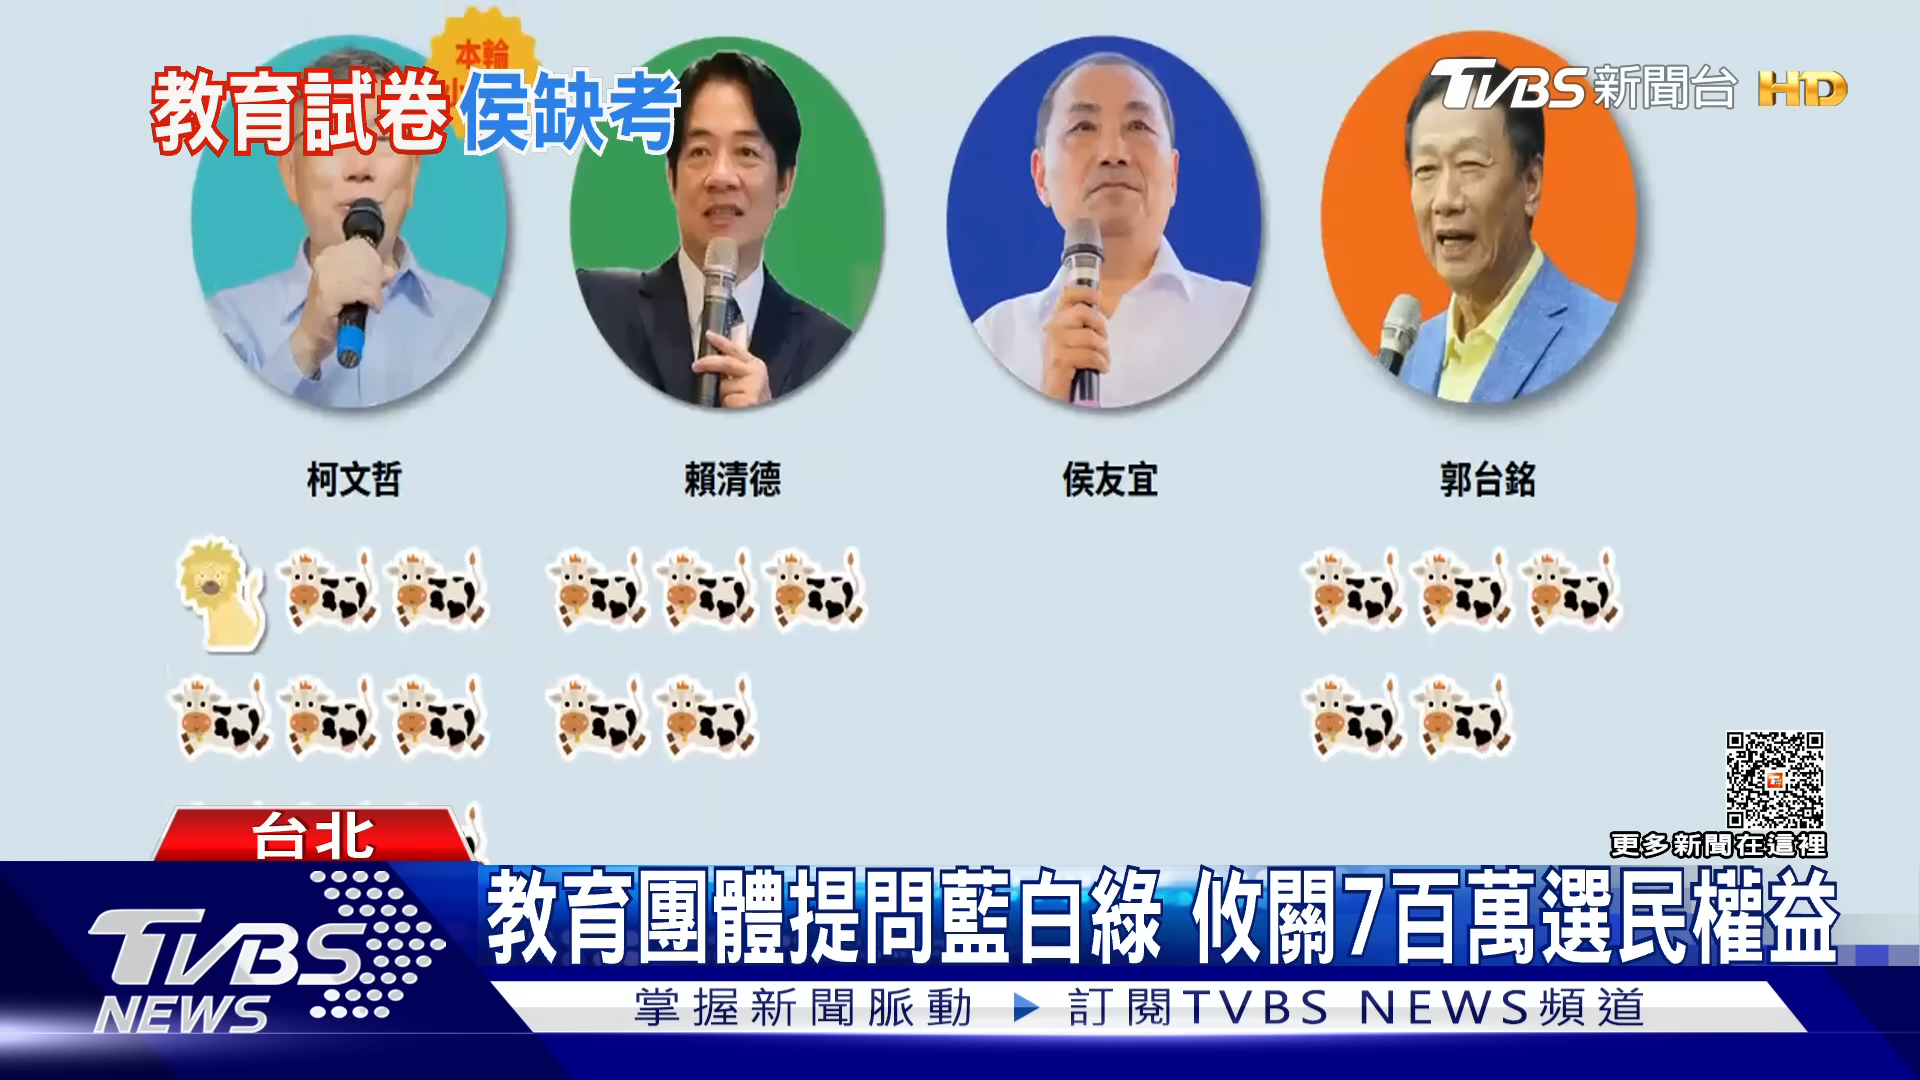 本輪
教育試卷 侯缺考
TVBS新聞台 HD
柯文哲
賴清德
侯友宜
郭台銘
更多新聞在這裡
台北
教育團體提問藍白綠 攸關7百萬選民權益
TVBS
NEWS
掌握新聞脈動 ▶ 訂閱TVBS NEWS頻道